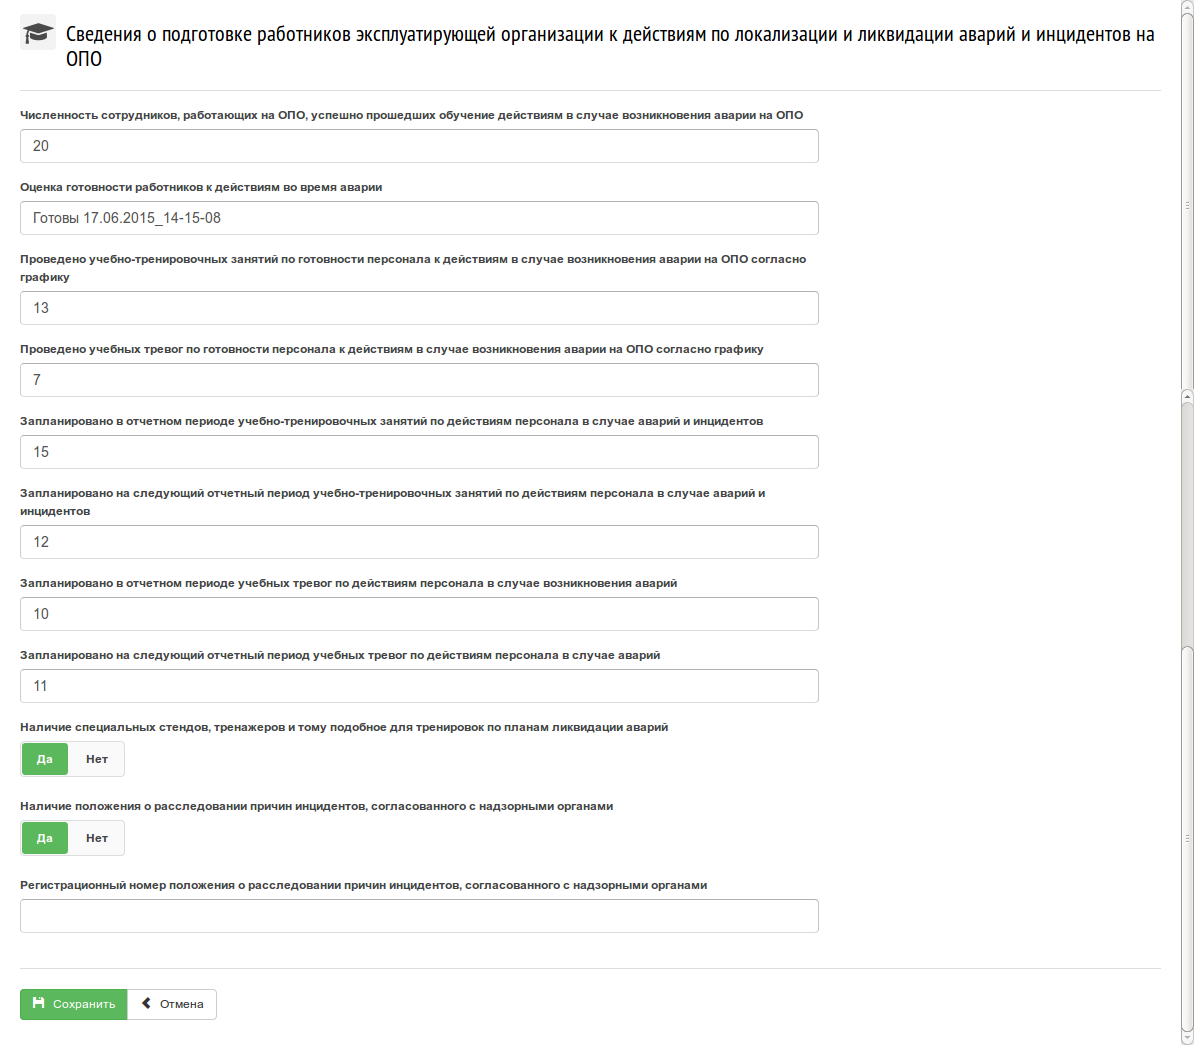 Сведения о подготовке работников эксплуатирующей организации к действиям по локализации и ликвидации аварий и инцидентов на
ОПО
Численность сотрудников, работающих на ОПО, успешно прошедших обучение действиям в случае возникновения аварии на ОПО
20
Оценка готовности работников к действиям во время аварии
Готовы 17.06.2015_14-15-08
Проведено учебно-тренировочных занятий по готовности персонала к действиям в случае возникновения аварии на ОПО согласно
графику
13
Проведено учебных тревог по готовности персонала к действиям в случае возникновения аварии на ОПО согласно графику
7
Запланировано в отчетном периоде учебно-тренировочных занятий по действиям персонала в случае аварий и инцидентов
15
Запланировано на следующий отчетный период учебно-тренировочных занятий по действиям персонала в случае аварий и
инцидентов
12
Запланировано в отчетном периоде учебных тревог по действиям персонала в случае возникновения аварий
10
Запланировано на следующий отчетный период учебных тревог по действиям персонала в случае аварий
11
Наличие специальных стендов, тренажеров и тому подобное для тренировок по планам ликвидации аварий
Да Нет
Наличие положения о расследовании причин инцидентов, согласованного с надзорными органами
Да Нет
Регистрационный номер положения о расследовании причин инцидентов, согласованного с надзорными органами
Сохранить Отмена